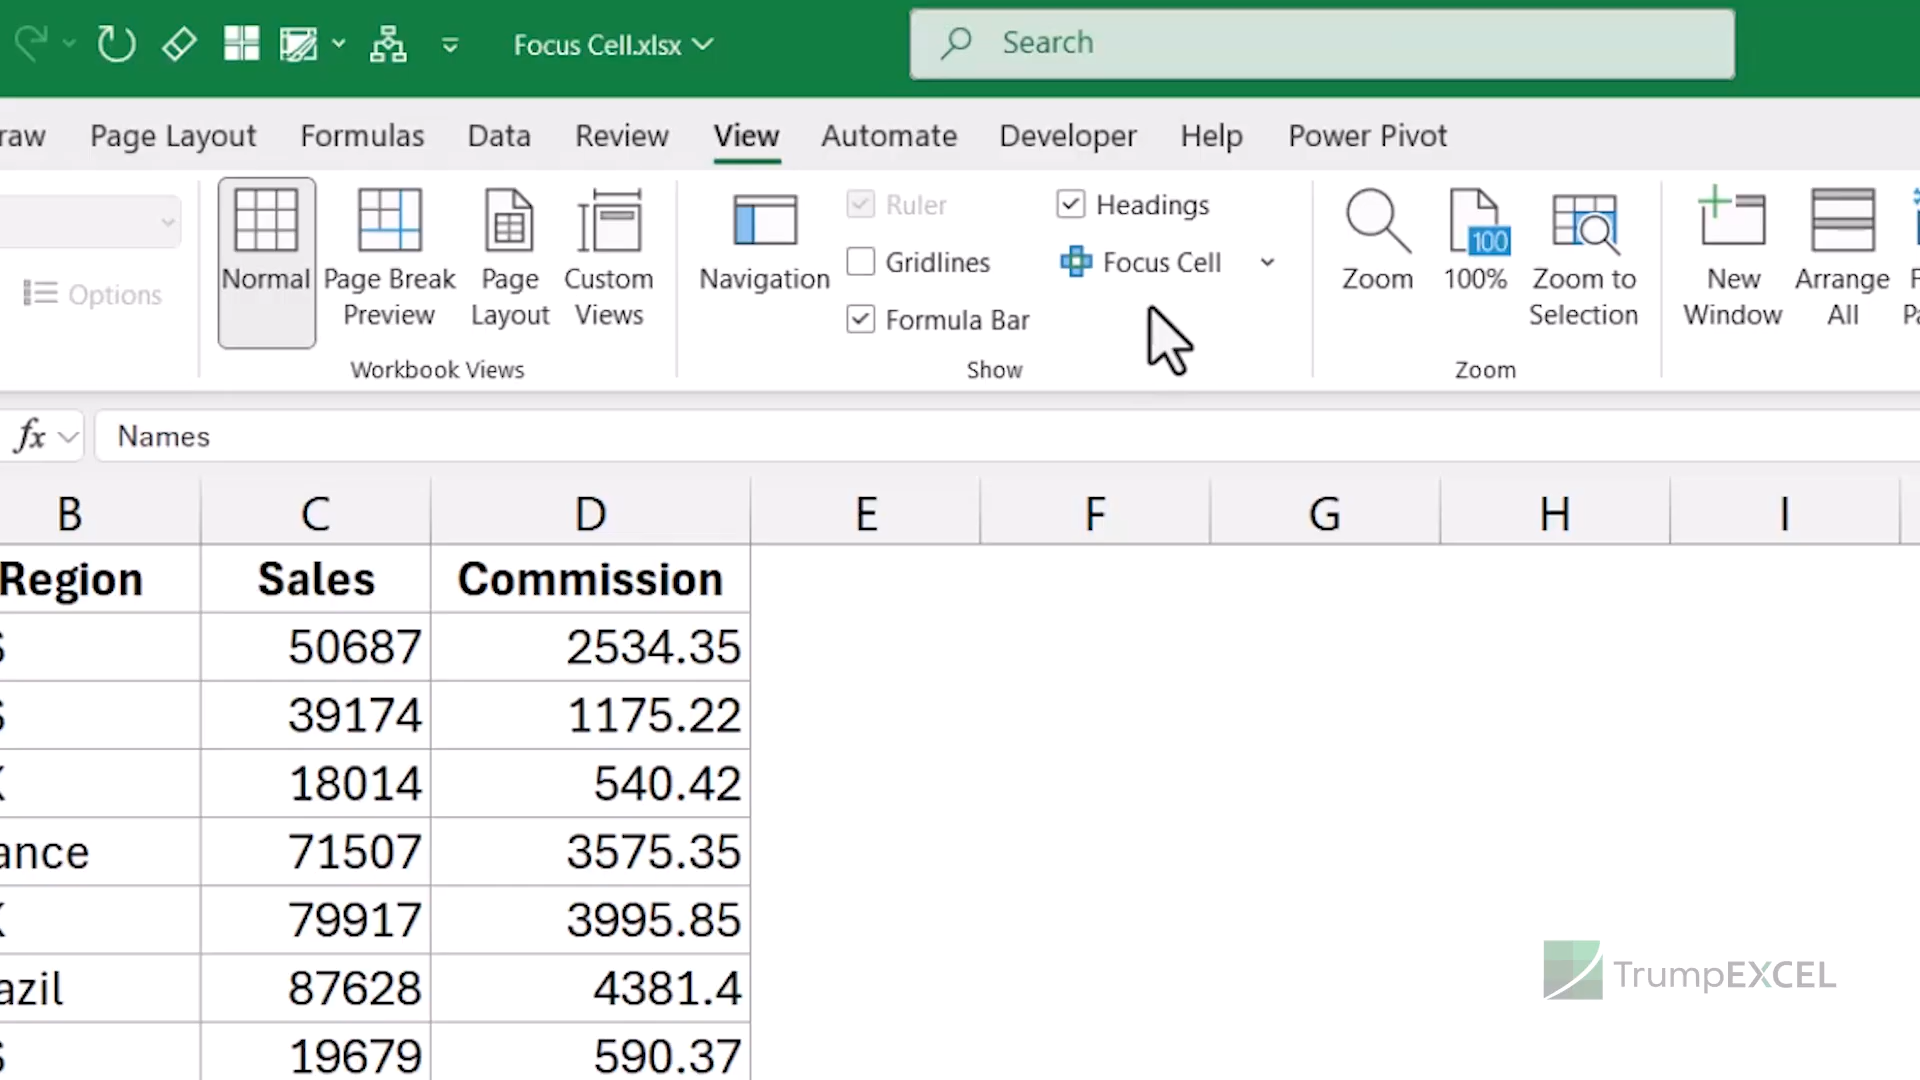 Focus Cell.xlsx
Search
raw Page Layout Formulas Data Review View Automate Developer Help Power Pivot
Options
Normal
Page Break
Preview
Page
Layout
Custom
Views
Workbook Views
Navigation
Ruler
Gridlines
Formula Bar
Headings
Focus Cell
Show
Zoom
100
100%
Zoom to
Selection
Zoom
New
Window
Arrange
All
fx Names
B C D E F G H I
Region Sales Commission
S 50687 2534.35
S 39174 1175.22
K 18014 540.42
ance 71507 3575.35
K 79917 3995.85
azil 87628 4381.4
S 19679 590.37
TrumpEXCEL